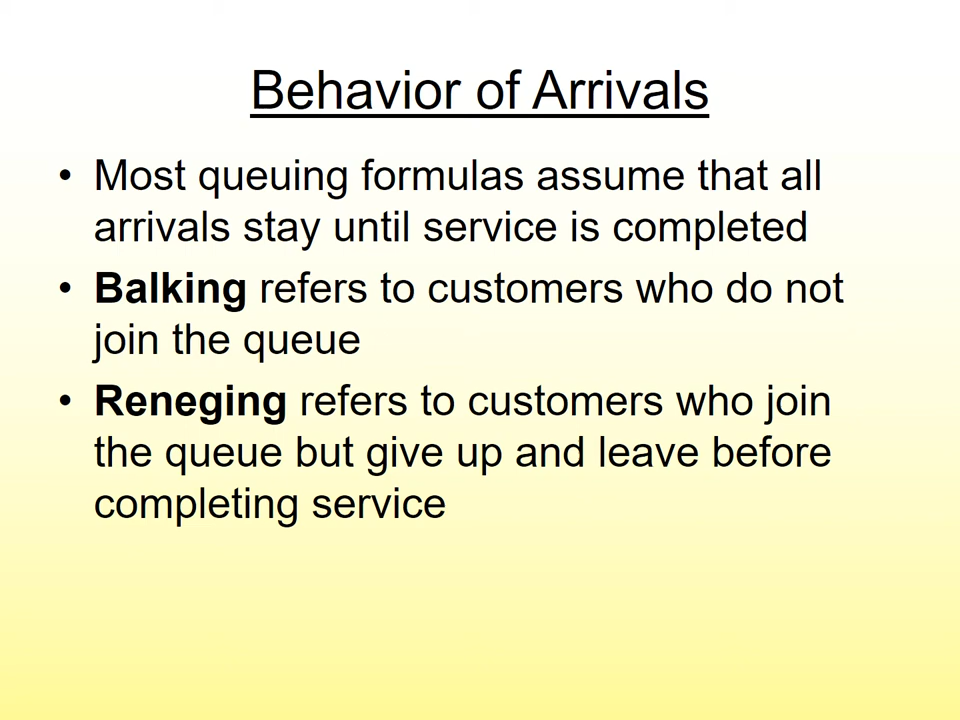 Behavior of Arrivals
• Most queuing formulas assume that all
arrivals stay until service is completed
• Balking refers to customers who do not
join the queue
• Reneging refers to customers who join
the queue but give up and leave before
completing service